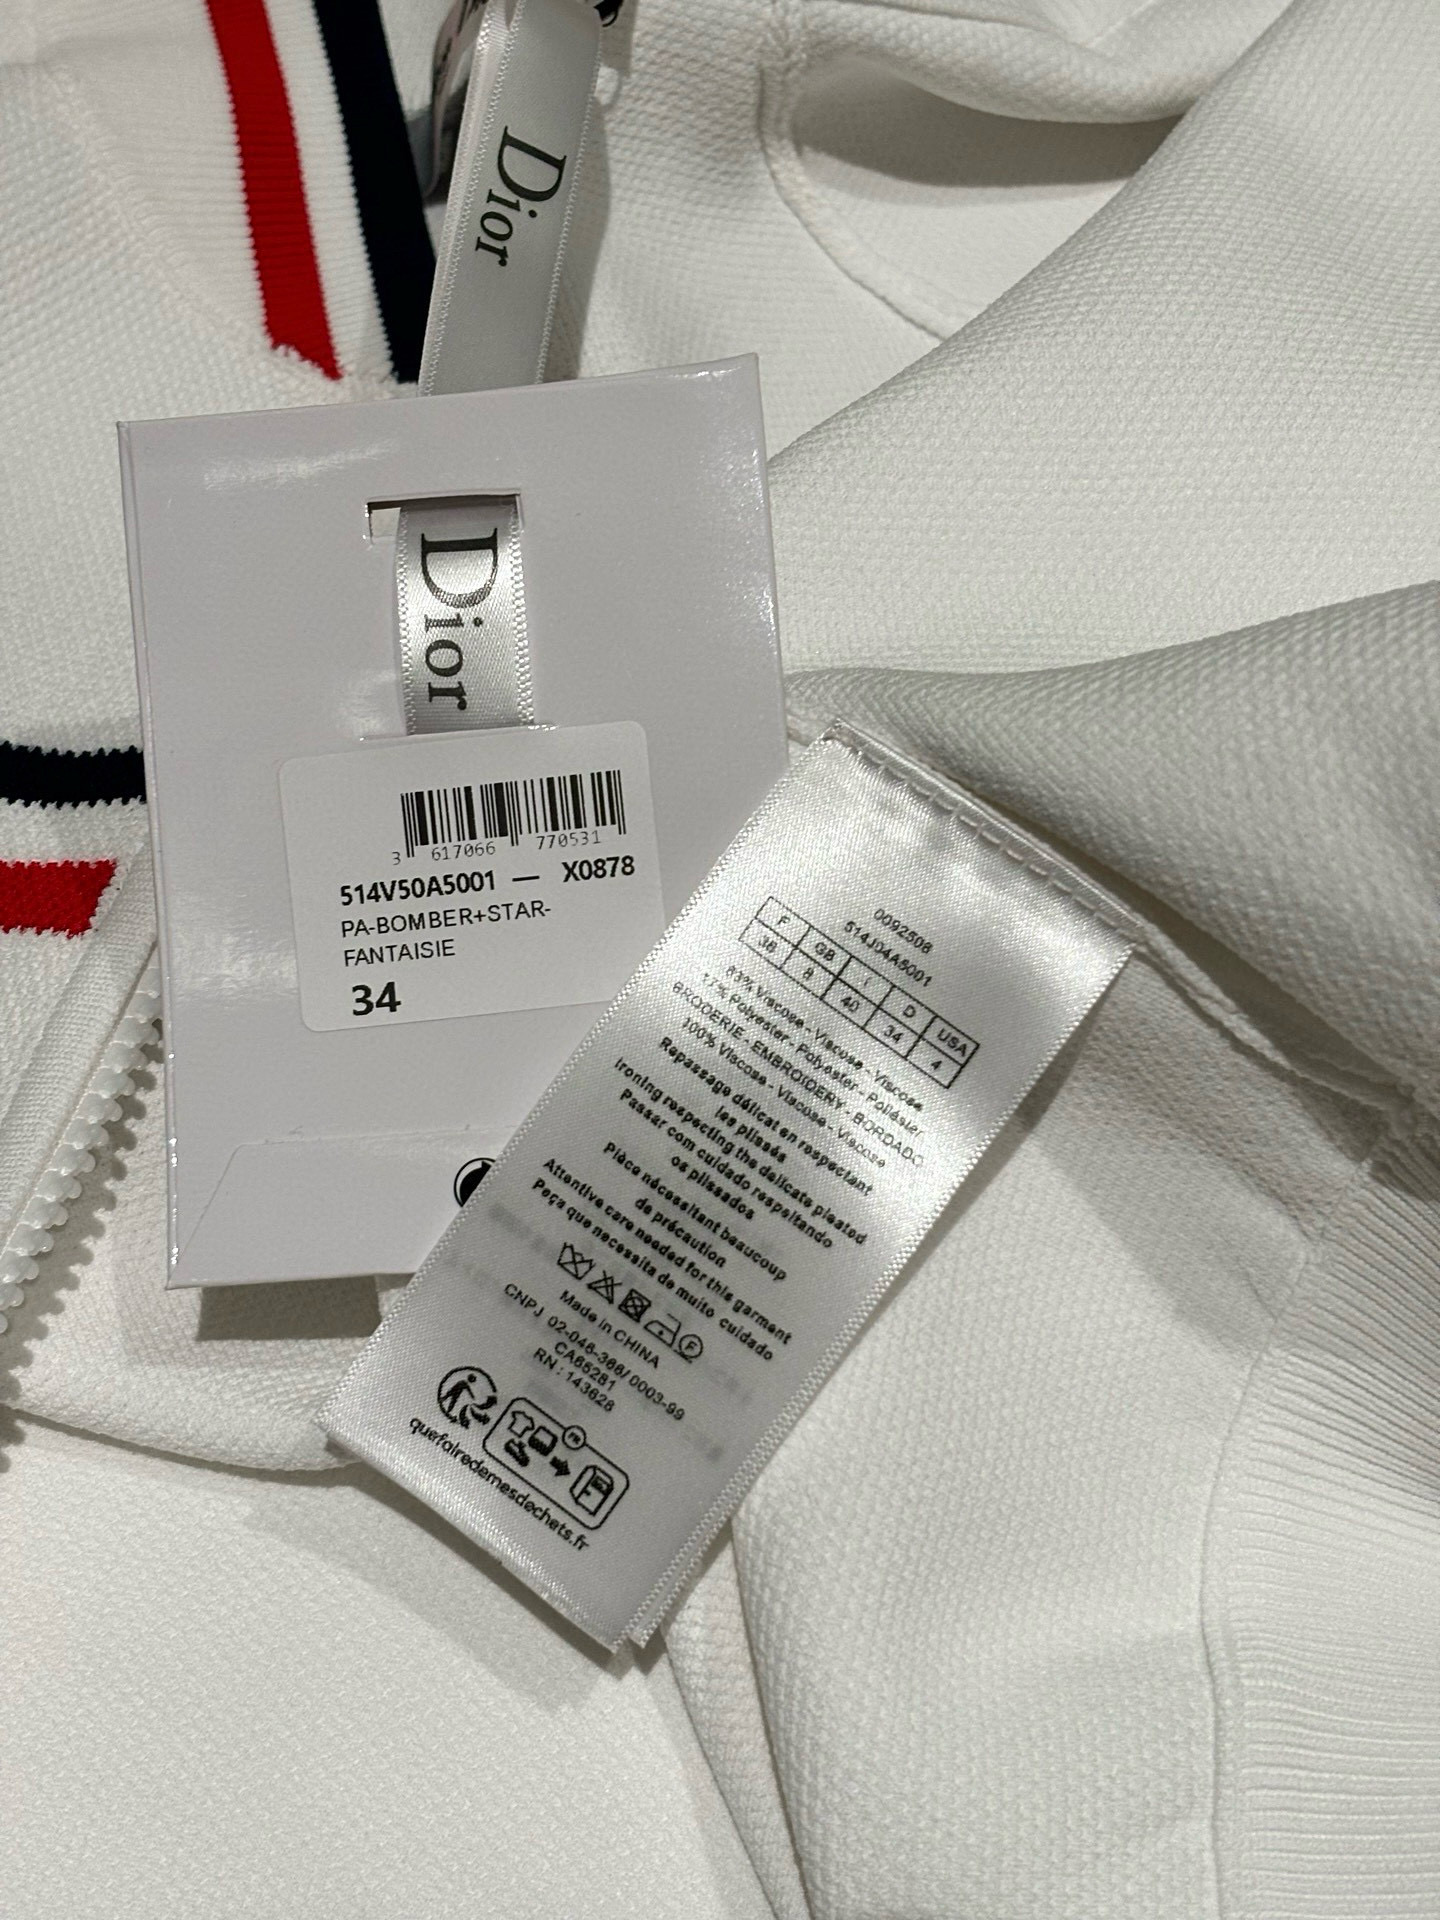 Dior
Dior
3 617066 770531
514V50A5001 — X0878
PA-BOMBER+STAR-
FANTAISIE
34
0092508
514J04A5001
F GB I D USA
36 8 40 34 4
83% Viscose - Viscose - Viscose
17% Polyester - Polyester - Poliéster
BRODERIE - EMBROIDERY - BORDADO
100% Viscose - Viscose - Viscose
Repassage délicat en respectant
les plissés
Ironing respecting the delicate pleated
Passar com cuidado respeitando
os plissados
Pièce nécessitant beaucoup
de précaution
Attentive care needed for this garment
Peça que necessita de muito cuidado
F
Made in CHINA
CNPJ 02-046-366/ 0003-99
CA65281
RN : 143628
FR
quefairedemesdechets.fr